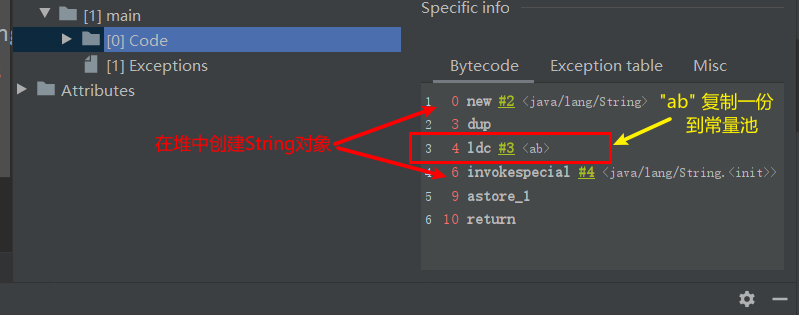 [1] main
[0] Code
[1] Exceptions
Attributes
Specific info
Bytecode Exception table Misc
1 0 new #2 <java/lang/String>
2 3 dup
3 4 ldc #3 <ab>
4 6 invokespecial #4 <java/lang/String.<init>>
5 9 astore_1
6 10 return
在堆中创建String对象
"ab" 复制一份
到常量池